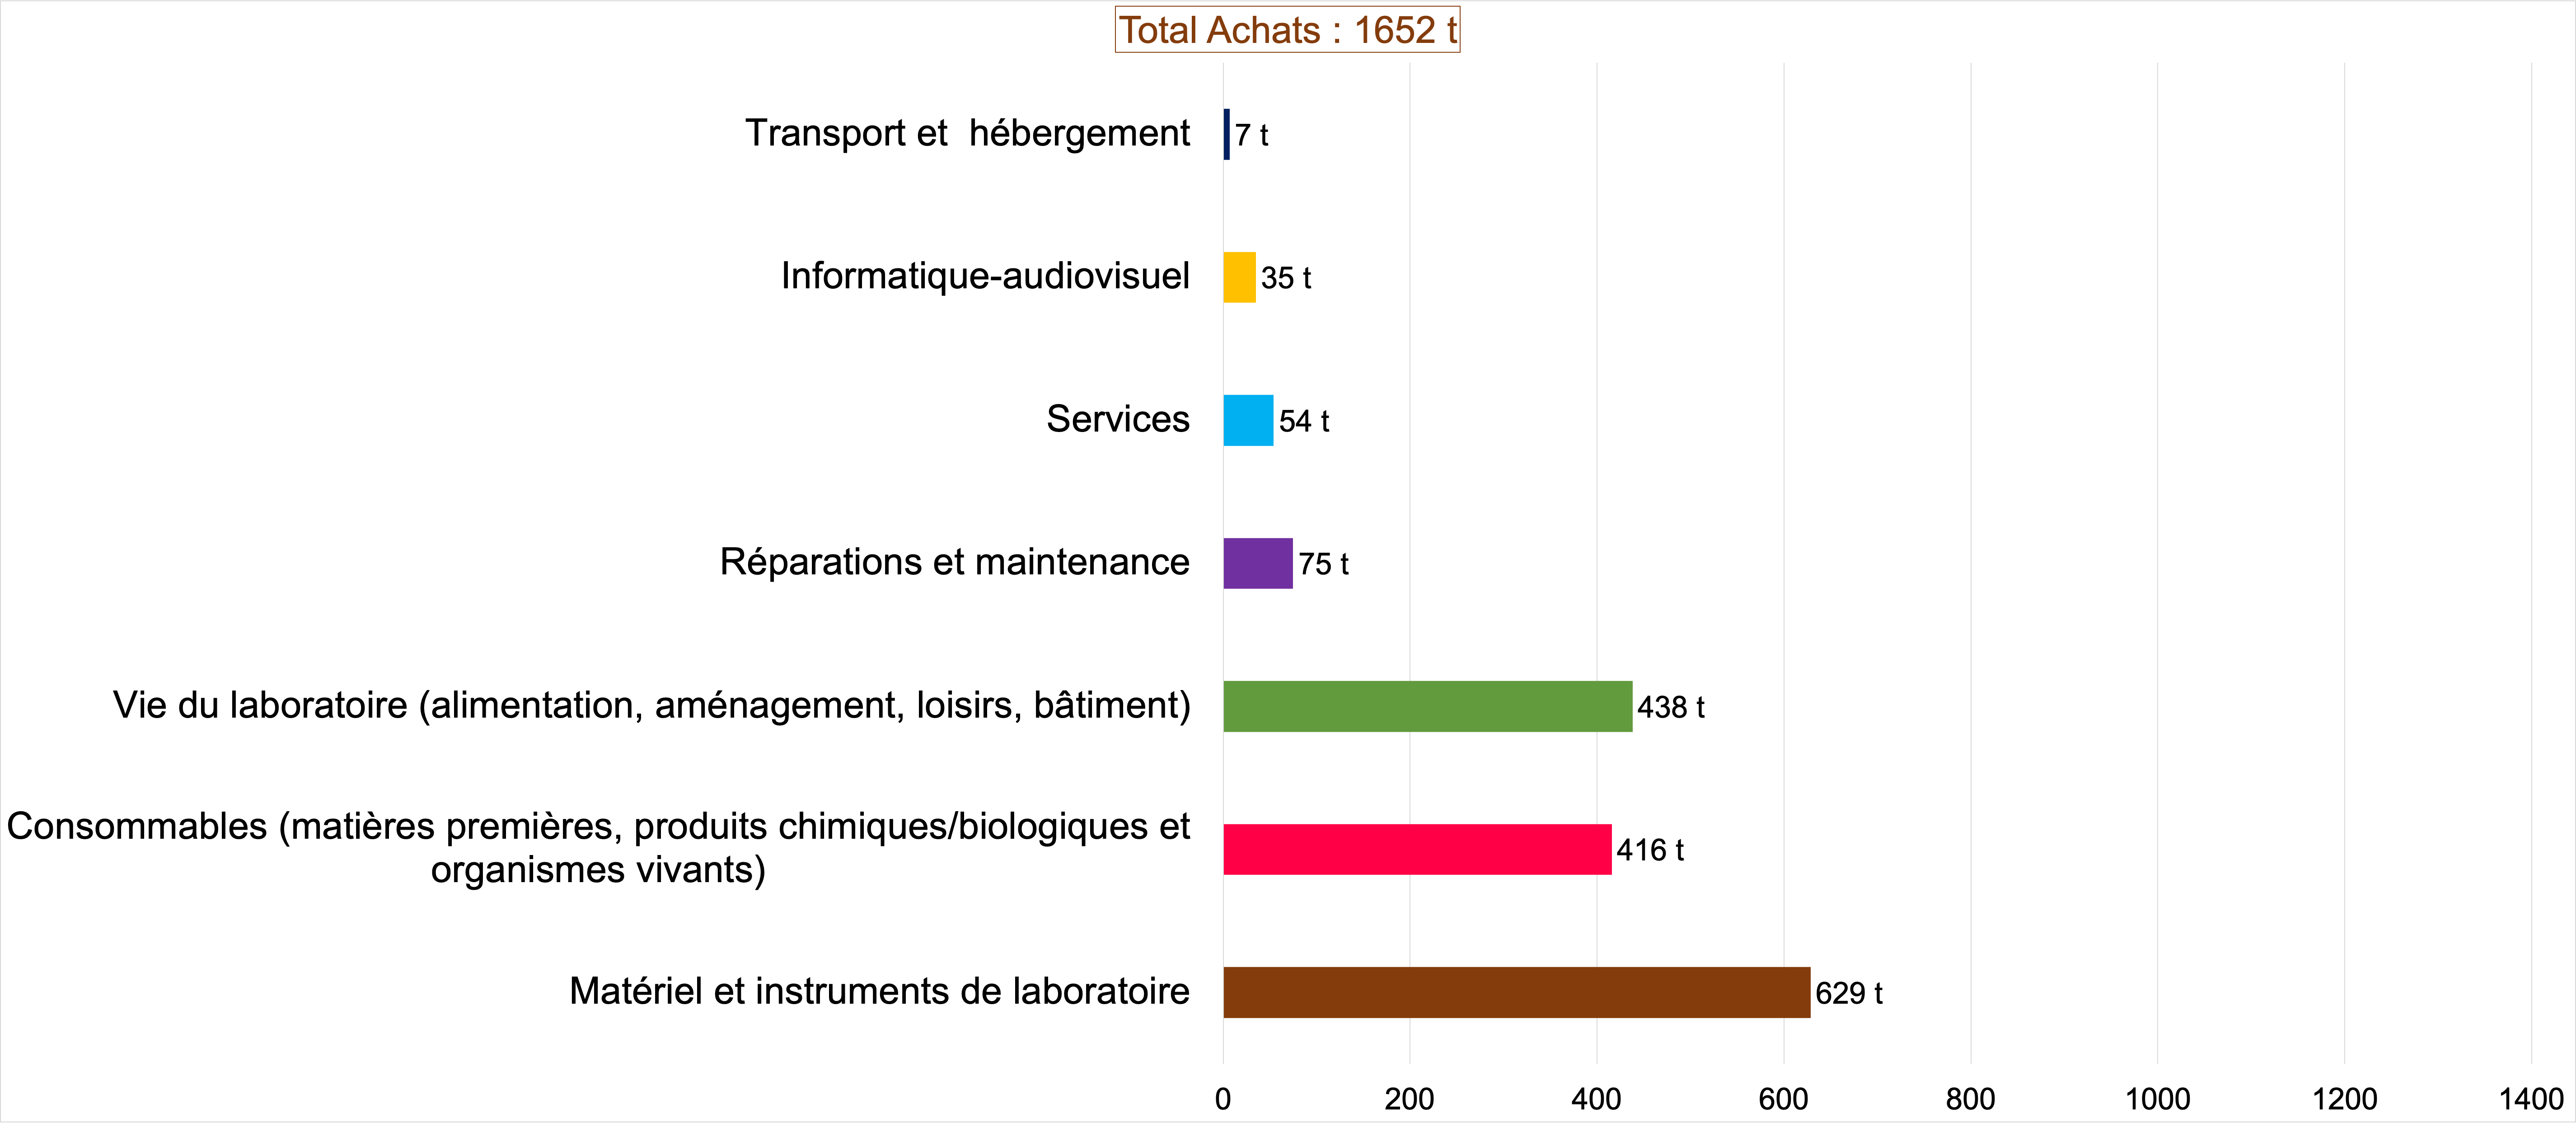 Total Achats : 1652 t
Transport et  hébergement
7 t
Informatique-audiovisuel
35 t
Services
54 t
Réparations et maintenance
75 t
Vie du laboratoire (alimentation, aménagement, loisirs, bâtiment)
438 t
Consommables (matières premières, produits chimiques/biologiques et
organismes vivants)
416 t
Matériel et instruments de laboratoire
629 t
0 200 400 600 800 1000 1200 1400